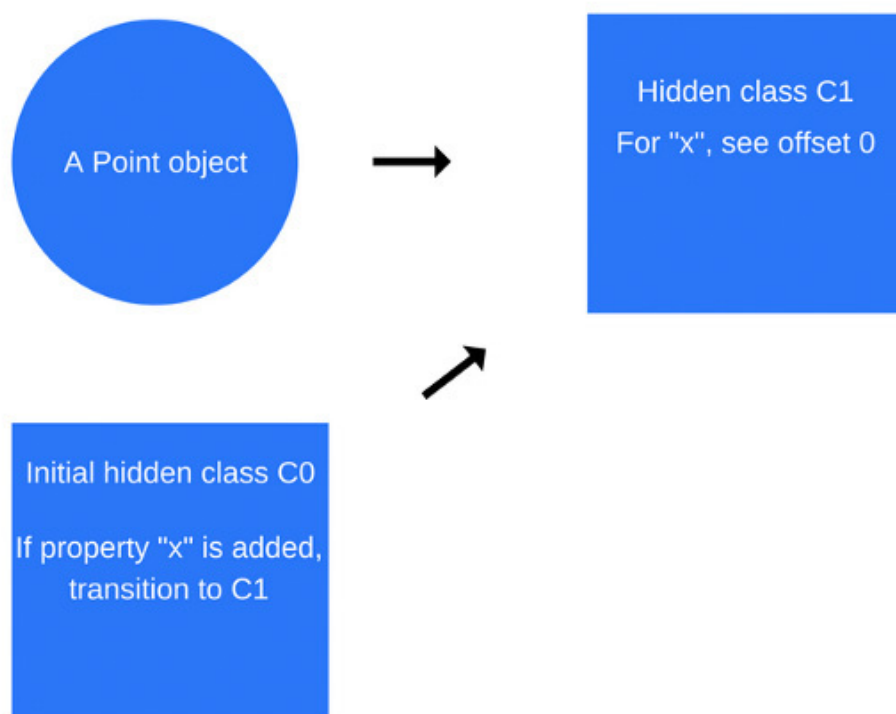 A Point object
Hidden class C1
For "x", see offset 0
Initial hidden class C0
If property "x" is added,
transition to C1